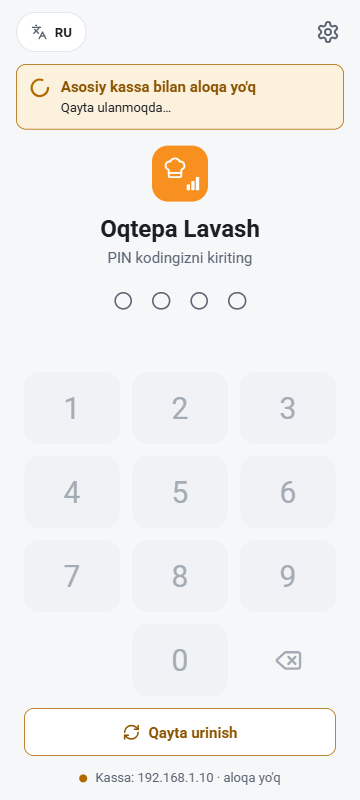 RU
Asosiy kassa bilan aloqa yo'q
Qayta ulanmoqda…
Oqtepa Lavash
PIN kodingizni kiriting
1 2 3
4 5 6
7 8 9
0
Qayta urinish
Kassa: 192.168.1.10 · aloqa yo'q